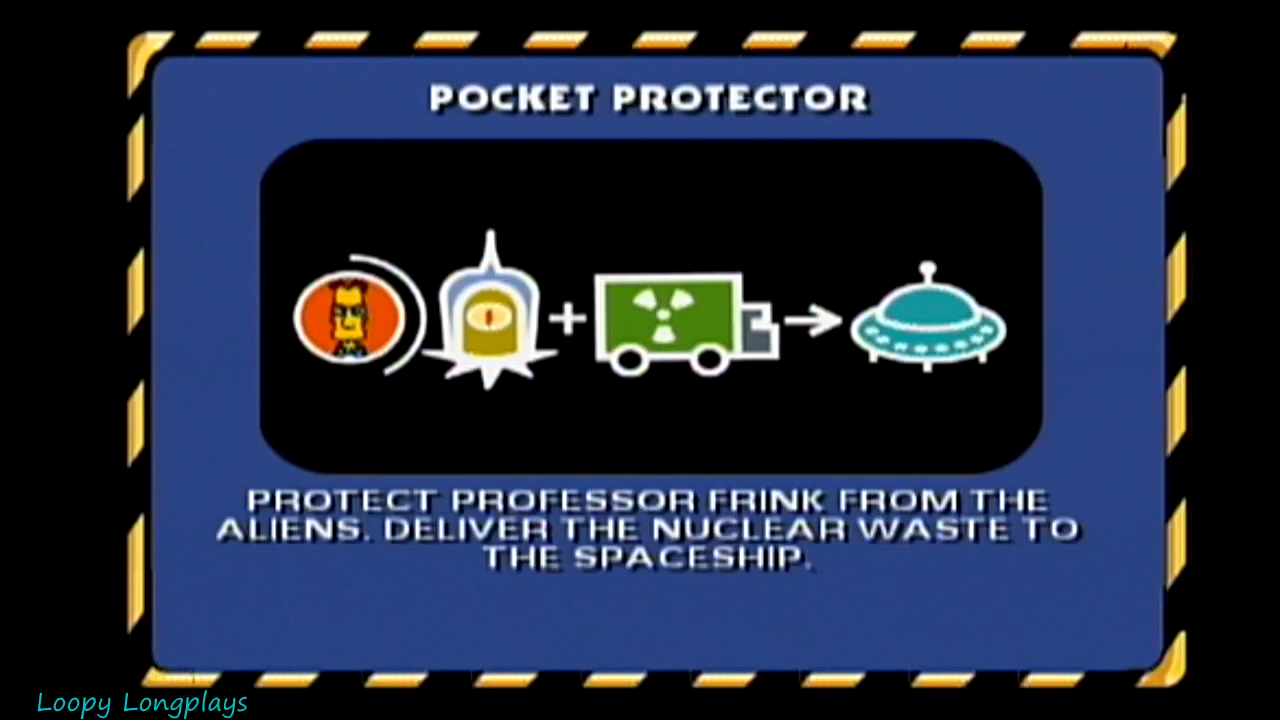 POCKET PROTECTOR
PROTECT PROFESSOR FRINK FROM THE
ALIENS. DELIVER THE NUCLEAR WASTE TO
THE SPACESHIP.
Loopy Longplays